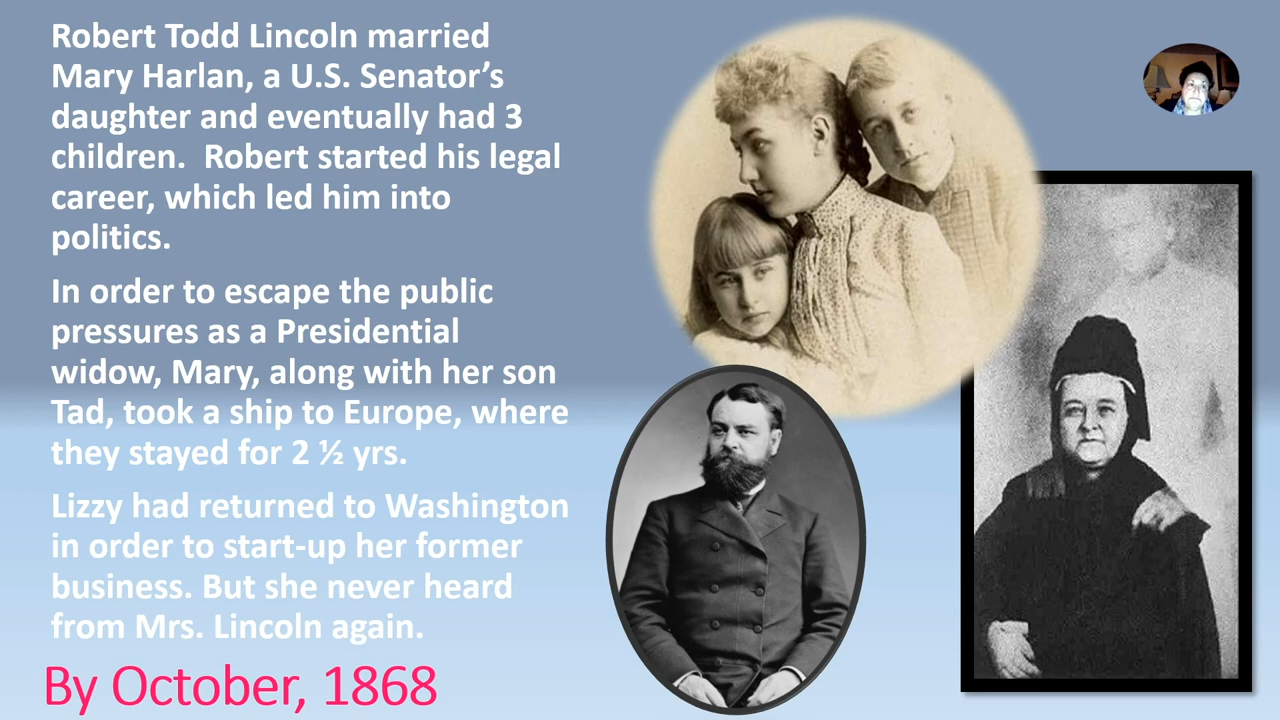 Robert Todd Lincoln married
Mary Harlan, a U.S. Senator’s
daughter and eventually had 3
children.  Robert started his legal
career, which led him into
politics.
In order to escape the public
pressures as a Presidential
widow, Mary, along with her son
Tad, took a ship to Europe, where
they stayed for 2 ½ yrs.
Lizzy had returned to Washington
in order to start-up her former
business. But she never heard
from Mrs. Lincoln again.
By October, 1868